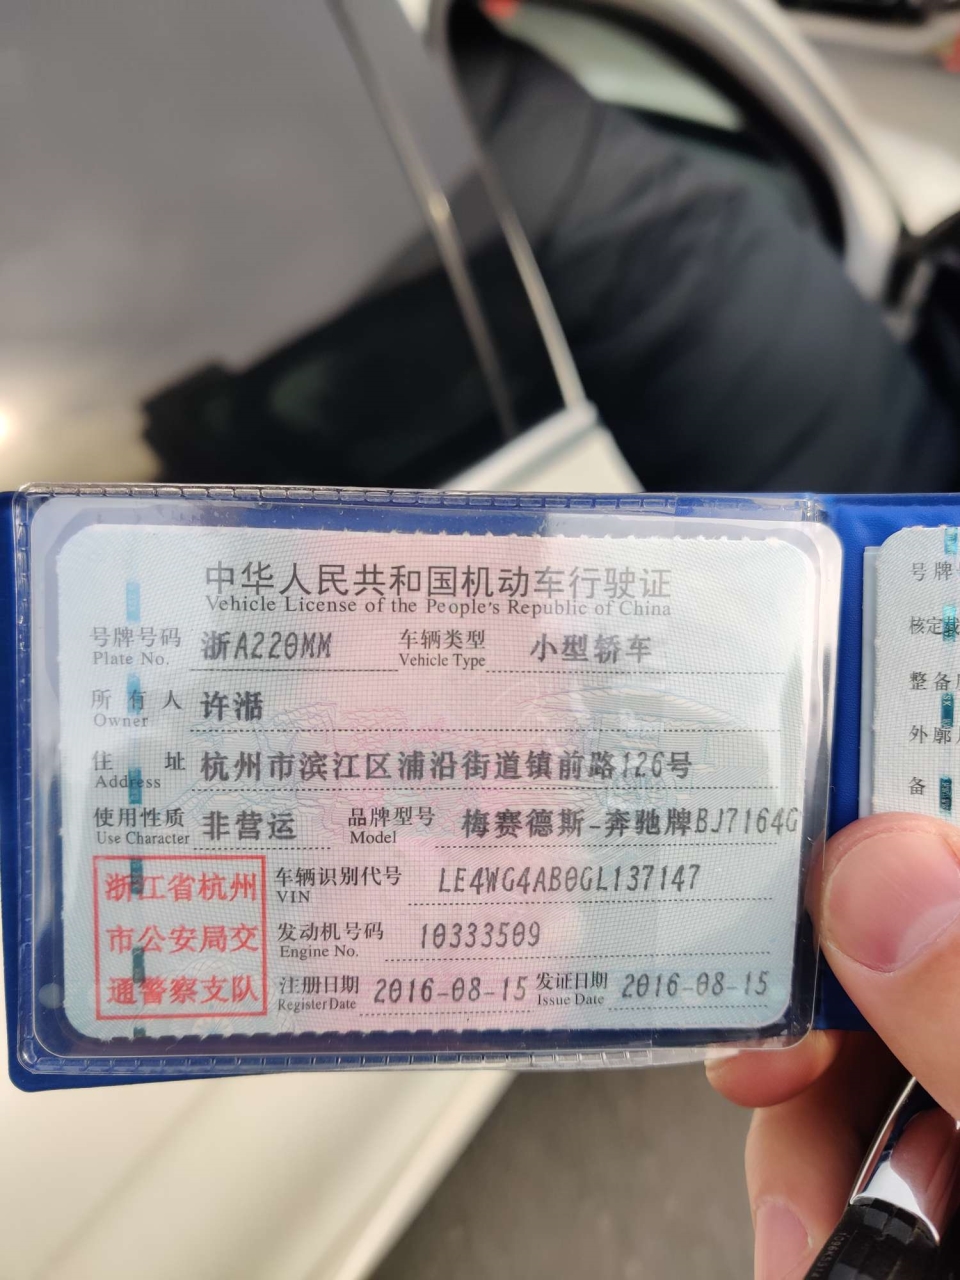 中华人民共和国机动车行驶证
Vehicle License of the People's Republic of China
号牌号码 浙A220MM 车辆类型 小型轿车
Plate No. Vehicle Type
所有人 许湉
Owner
住址 杭州市滨江区浦沿街道镇前路126号
Address
使用性质 非营运 品牌型号 梅赛德斯-奔驰牌BJ7164G
Use Character Model
浙江省杭州
市公安局交
通警察支队
车辆识别代号 LE4WG4AB0GL137147
VIN
发动机号码 10333509
Engine No.
注册日期 2016-08-15 发证日期 2016-08-15
Register Date Issue Date
号牌
核定载
整备
外廓
备